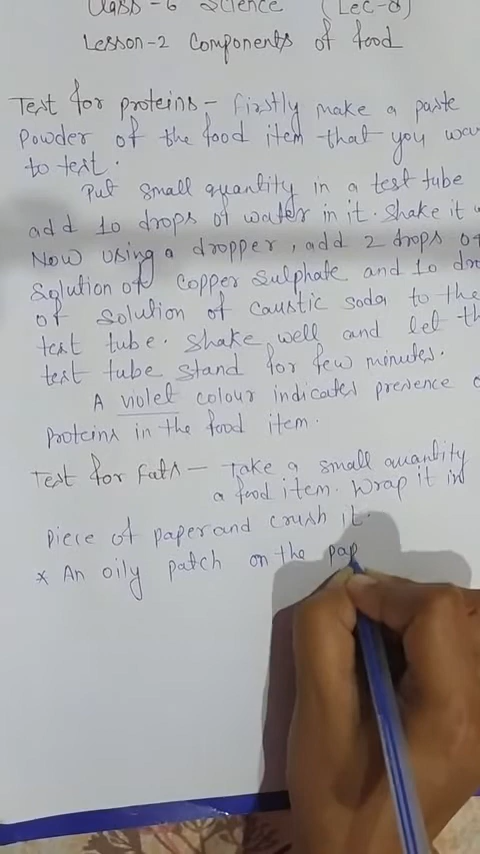 Class-6 Science (Lec-8)
Lesson-2 Components of food
Test for proteins - Firstly make a paste
Powder of the food item that you
to test.
Put small quantity in a test tube
add 10 drops of water in it. Shake it
Now using a dropper, add 2 drops of
Solution of Copper Sulphate and 10
of solution of caustic soda to the
test tube. Shake well and let
test tube stand for few minutes.
A violet colour indicates presence
proteins in the food item.
Test for Fats - Take a small quantity
a food item. Wrap it in
piece of paper and crush it.
* An oily patch on the pap